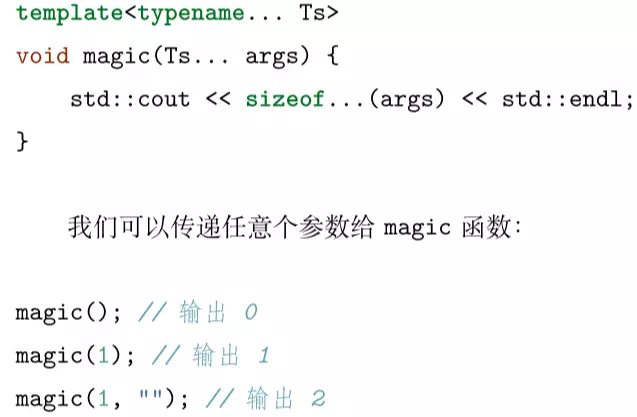 template<typename... Ts>
void magic(Ts... args) {
    std::cout << sizeof...(args) << std::endl;
}
我们可以传递任意个参数给 magic 函数：
magic(); // 输出 0
magic(1); // 输出 1
magic(1, ""); // 输出 2